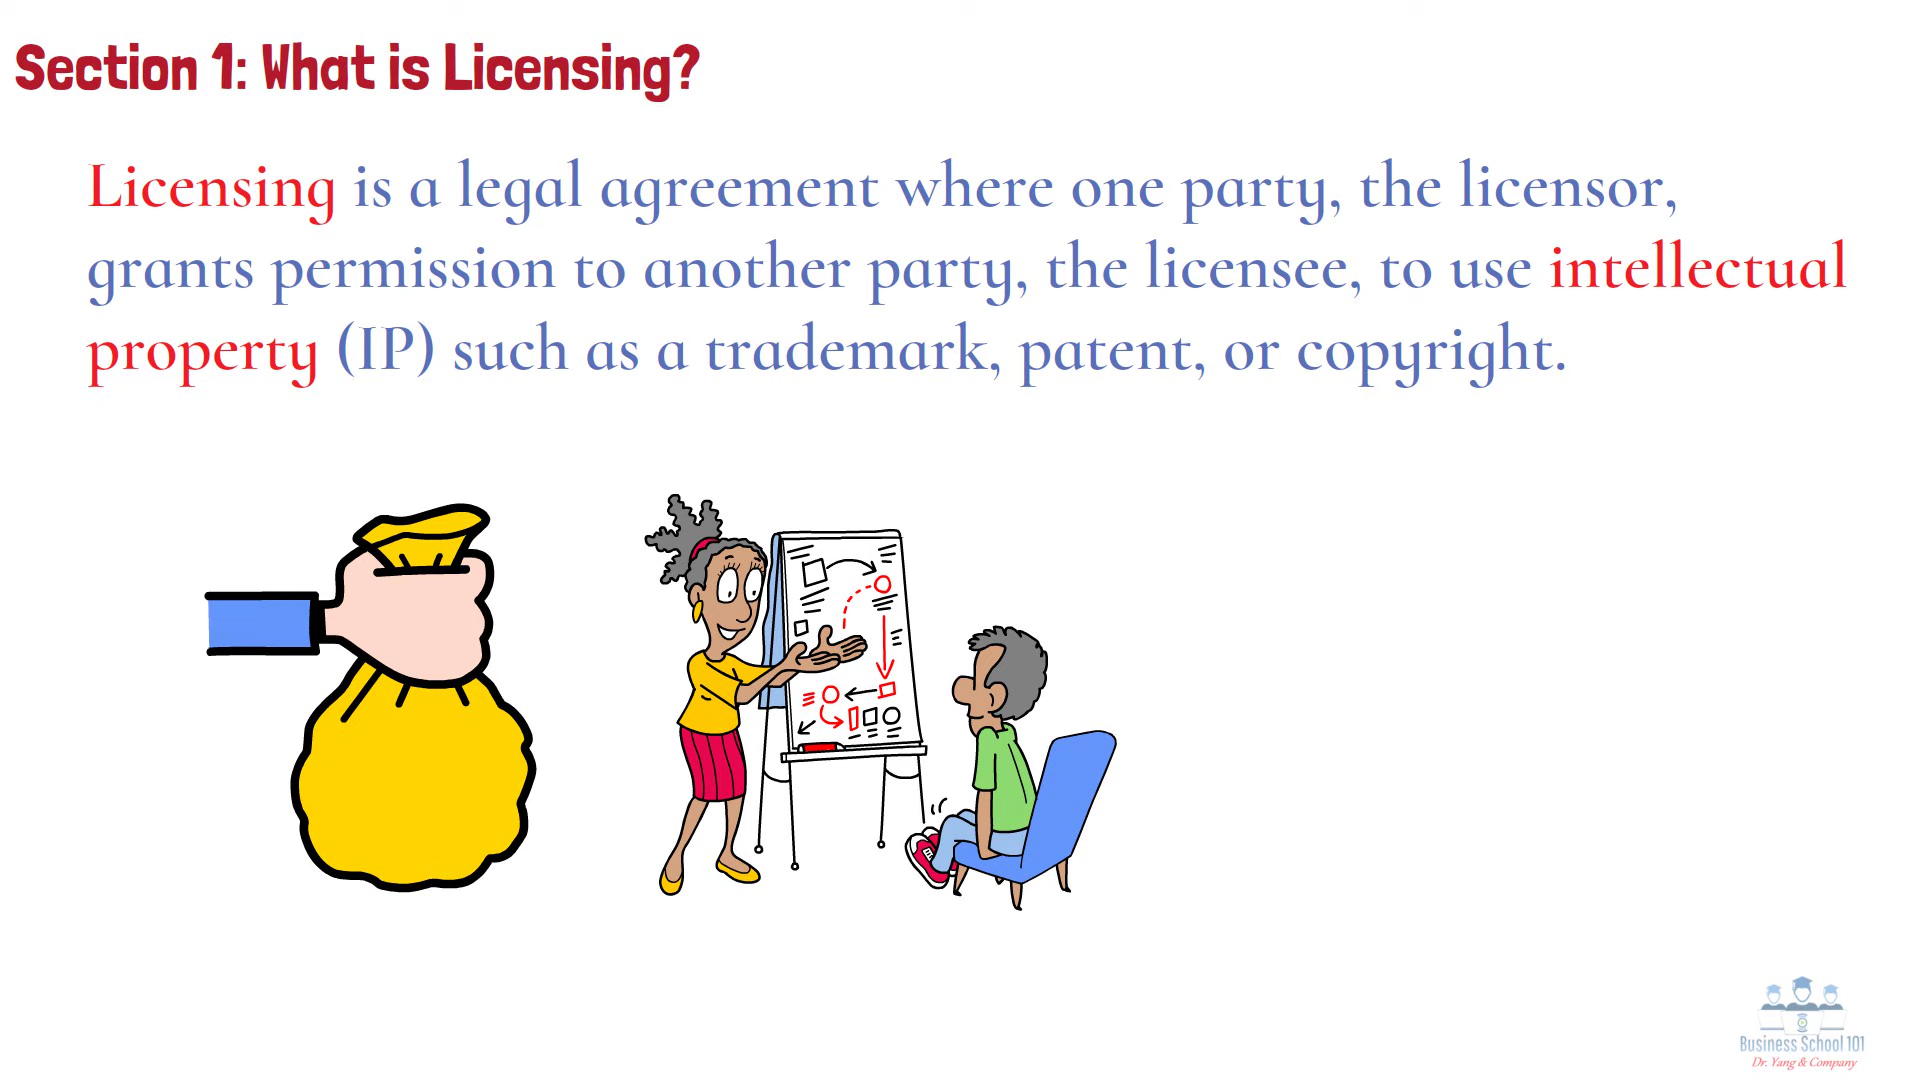 Section 1: What is Licensing?
Licensing is a legal agreement where one party, the licensor,
grants permission to another party, the licensee, to use intellectual
property (IP) such as a trademark, patent, or copyright.
Business School 101
Dr. Yang & Company